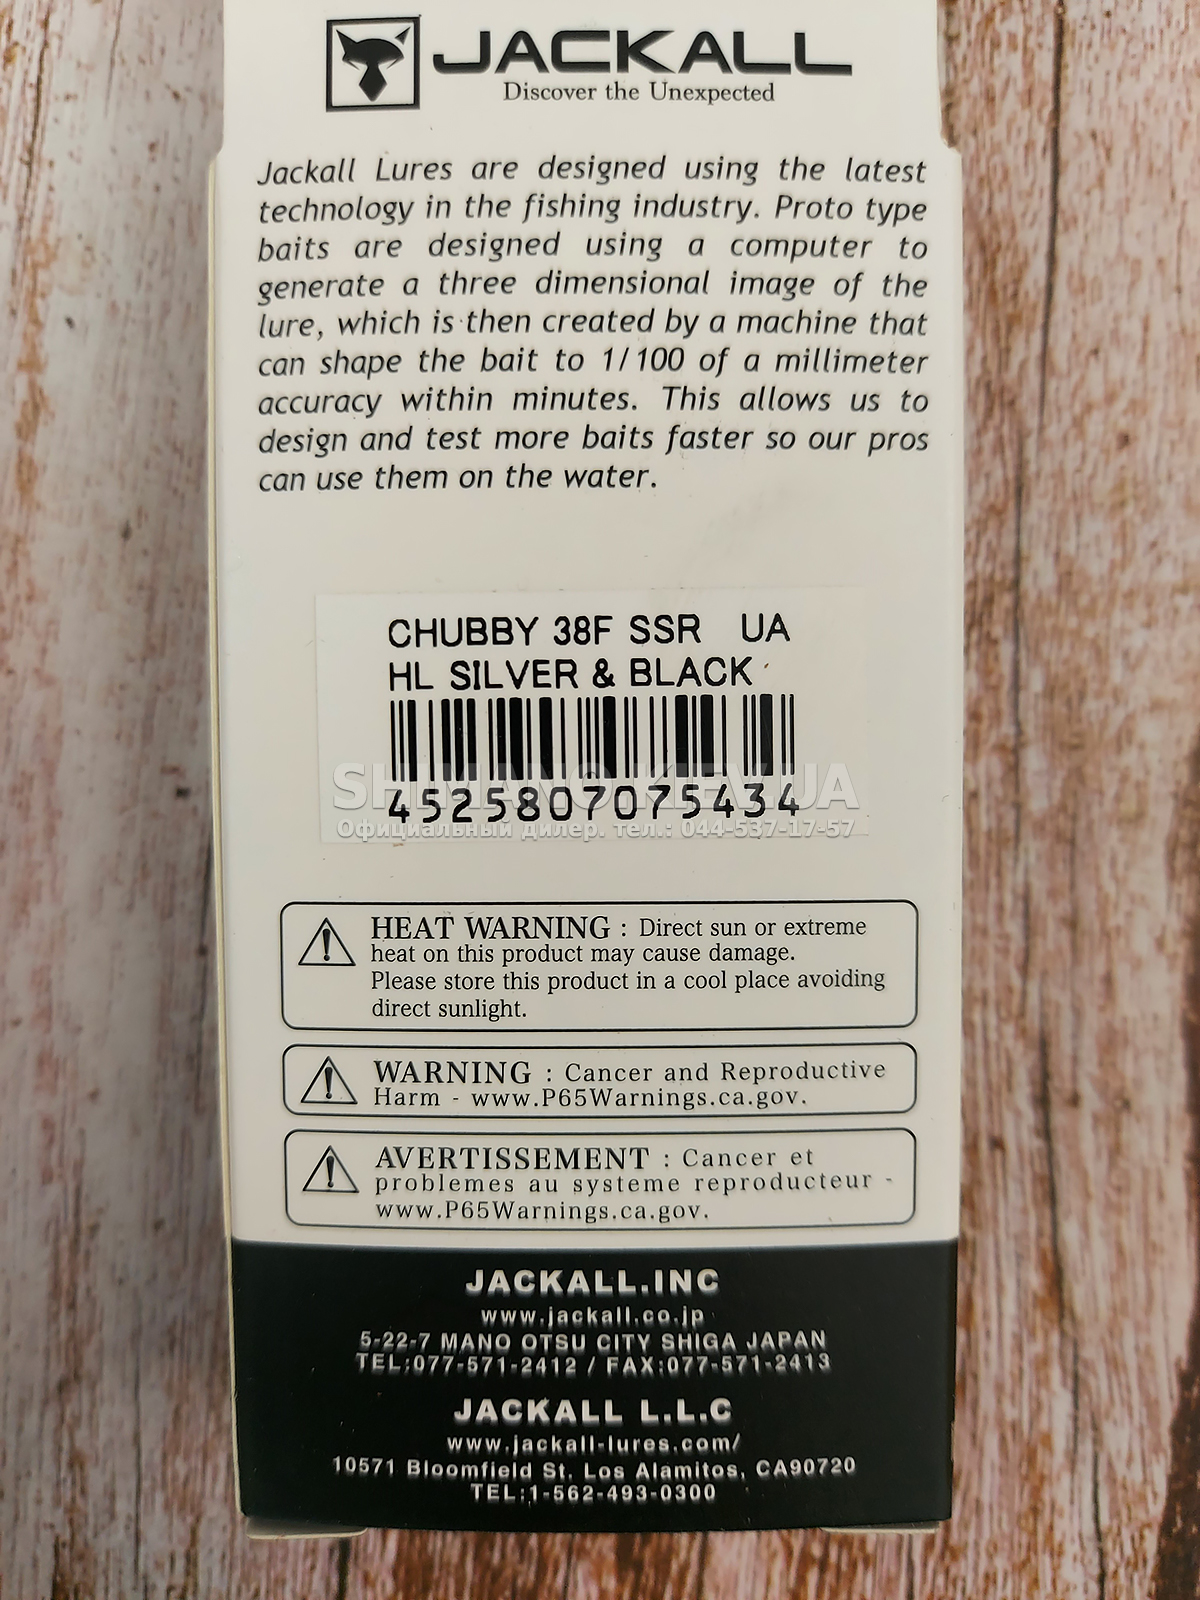 JACKALL
Discover the Unexpected
Jackall Lures are designed using the latest
technology in the fishing industry. Proto type
baits are designed using a computer to
generate a three dimensional image of the
lure, which is then created by a machine that
can shape the bait to 1/100 of a millimeter
accuracy within minutes. This allows us to
design and test more baits faster so our pros
can use them on the water.
CHUBBY 38F SSR UA
HL SILVER & BLACK
SHIMANO.KIEV.UA
4525807075434
Официальный дилер. тел.: 044-537-17-57
HEAT WARNING : Direct sun or extreme
heat on this product may cause damage.
Please store this product in a cool place avoiding
direct sunlight.
WARNING : Cancer and Reproductive
Harm - www.P65Warnings.ca.gov.
AVERTISSEMENT : Cancer et
problemes au systeme reproducteur -
www.P65Warnings.ca.gov.
JACKALL.INC
www.jackall.co.jp
5-22-7 MANO OTSU CITY SHIGA JAPAN
TEL:077-571-2412 / FAX:077-571-2413
JACKALL L.L.C
www.jackall-lures.com/
10571 Bloomfield St. Los Alamitos, CA90720
TEL:1-562-493-0300